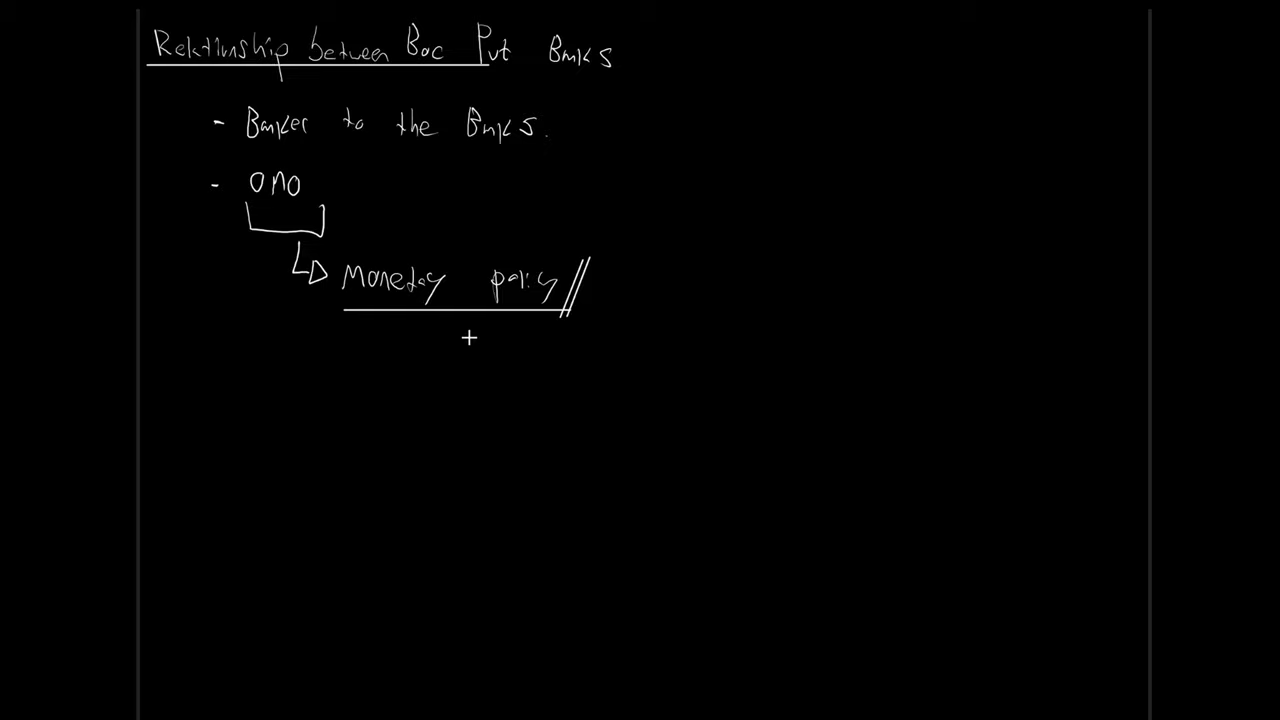 Relationship between BoC Pvt Banks
- Banker to the Banks.
- OMO
Monetary policy